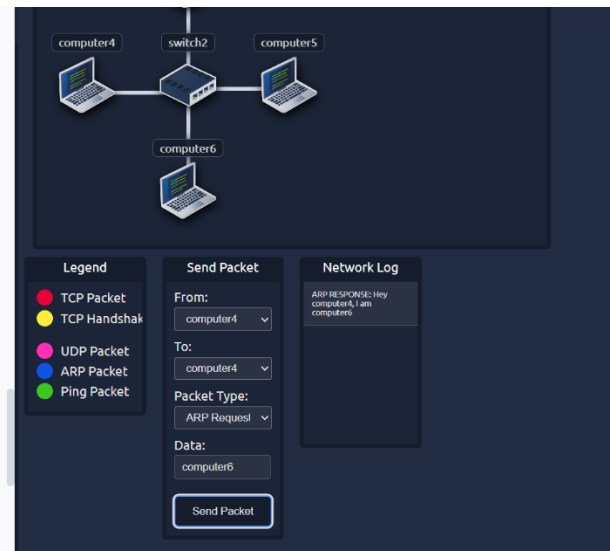 computer4
switch2
computer5
computer6
Legend
TCP Packet
TCP Handshak
UDP Packet
ARP Packet
Ping Packet
Send Packet
From:
computer4
To:
computer4
Packet Type:
ARP Request
Data:
computer6
Send Packet
Network Log
ARP RESPONSE: Hey
computer4, I am
computer6